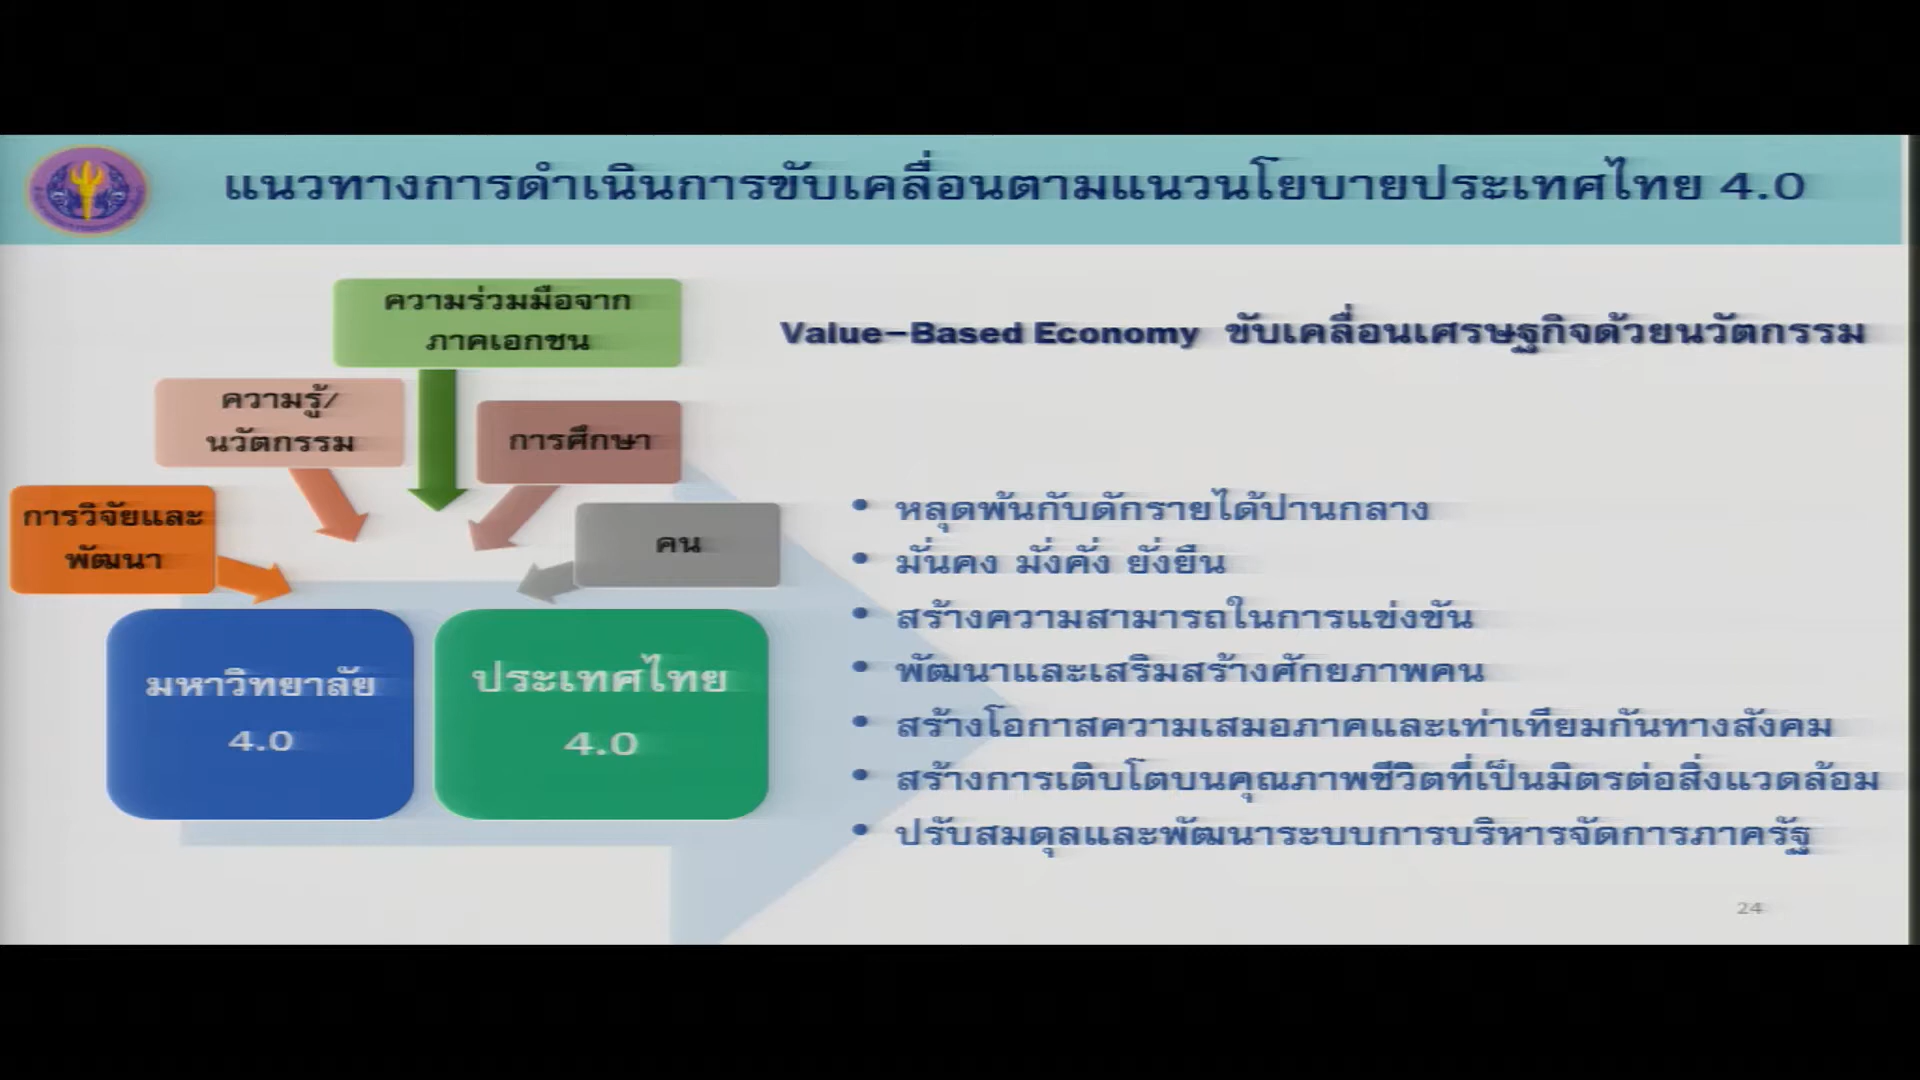 แนวทางการดำเนินการขับเคลื่อนตามแนวนโยบายประเทศไทย 4.0
ความร่วมมือจาก
ภาคเอกชน
Value-Based Economy ขับเคลื่อนเศรษฐกิจด้วยนวัตกรรม
ความรู้/
นวัตกรรม
การศึกษา
การวิจัยและ
พัฒนา
คน
มหาวิทยาลัย
4.0
ประเทศไทย
4.0
• หลุดพ้นกับดักรายได้ปานกลาง
• มั่นคง มั่งคั่ง ยั่งยืน
• สร้างความสามารถในการแข่งขัน
• พัฒนาและเสริมสร้างศักยภาพคน
• สร้างโอกาสความเสมอภาคและเท่าเทียมกันทางสังคม
• สร้างการเติบโตบนคุณภาพชีวิตที่เป็นมิตรต่อสิ่งแวดล้อม
• ปรับสมดุลและพัฒนาระบบการบริหารจัดการภาครัฐ
24